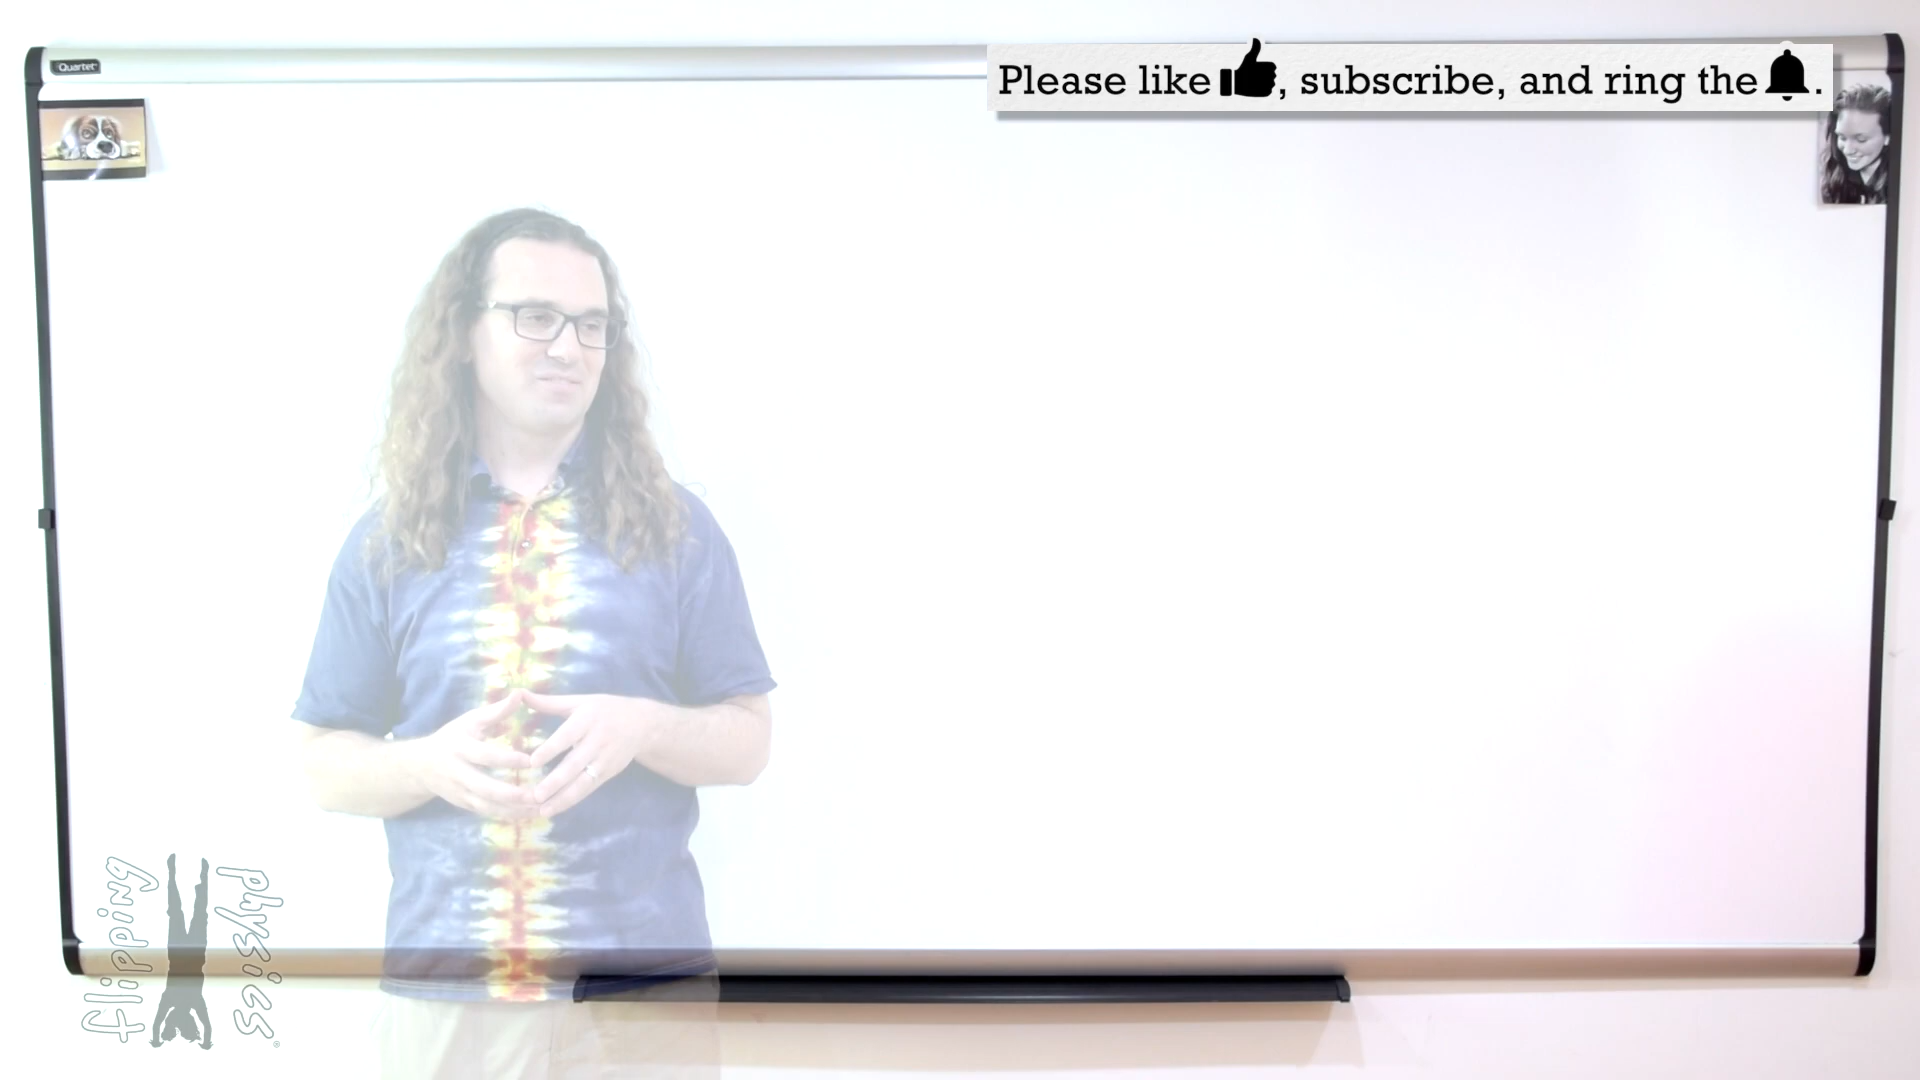 Quartet
Please like 👍, subscribe, and ring the 🔔.
flipping
physics